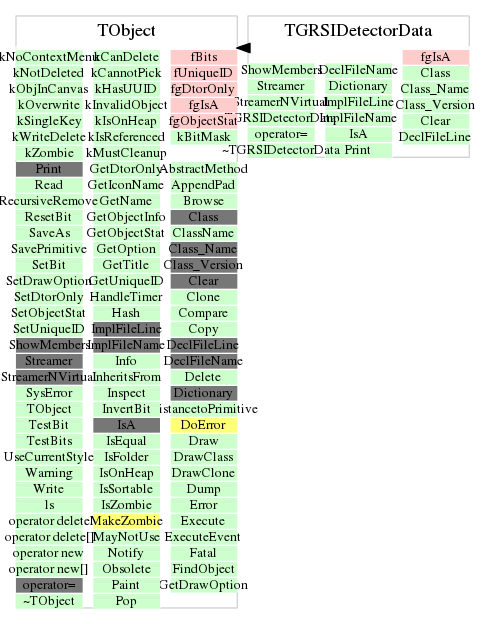 TObject TGRSIDetectorData
kNoContextMenu kCanDelete fBits fgIsA
kNotDeleted kCannotPick fUniqueID ShowMembers DeclFileName Class
kObjInCanvas kHasUUID fgDtorOnly Streamer Dictionary Class_Name
kOverwrite kInvalidObject fgIsA StreamerNVirtual ImplFileLine Class_Version
kSingleKey kIsOnHeap fgObjectStat TGRSIDetectorData ImplFileName Clear
kWriteDelete kIsReferenced kBitMask operator= IsA DeclFileLine
kZombie kMustCleanup ~TGRSIDetectorData Print
Print GetDtorOnly AbstractMethod
Read GetIconName AppendPad
RecursiveRemove GetName Browse
ResetBit GetObjectInfo Class
SaveAs GetObjectStat ClassName
SavePrimitive GetOption Class_Name
SetBit GetTitle Class_Version
SetDrawOption GetUniqueID Clear
SetDtorOnly HandleTimer Clone
SetObjectStat Hash Compare
SetUniqueID ImplFileLine Copy
ShowMembers ImplFileName DeclFileLine
Streamer Info DeclFileName
StreamerNVirtual InheritsFrom Delete
SysError Inspect Dictionary
TObject InvertBit istancetoPrimitive
TestBit IsA DoError
TestBits IsEqual Draw
UseCurrentStyle IsFolder DrawClass
Warning IsOnHeap DrawClone
Write IsSortable Dump
ls IsZombie Error
operator delete MakeZombie Execute
operator delete[] MayNotUse ExecuteEvent
operator new Notify Fatal
operator new[] Obsolete FindObject
operator= Paint GetDrawOption
~TObject Pop